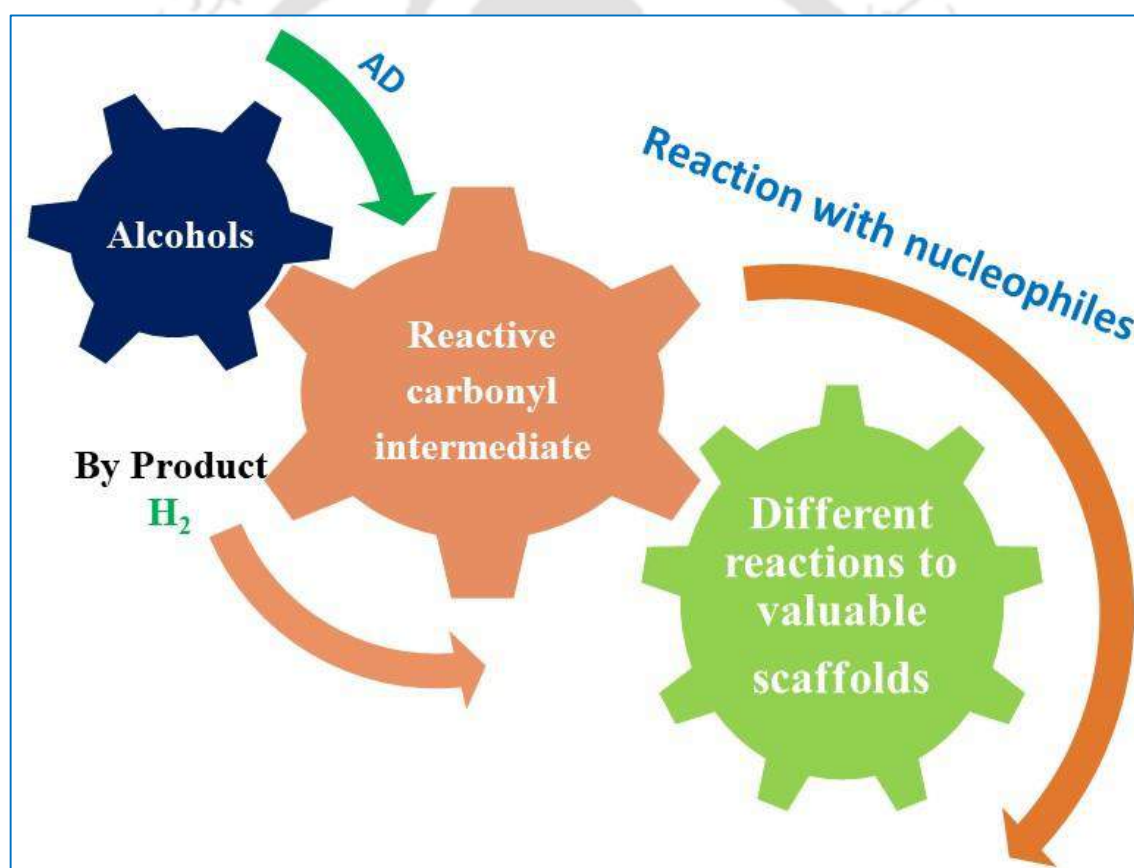 AD
Alcohols
Reaction with nucleophiles
Reactive
carbonyl
intermediate
By Product
H₂
Different
reactions to
valuable
scaffolds